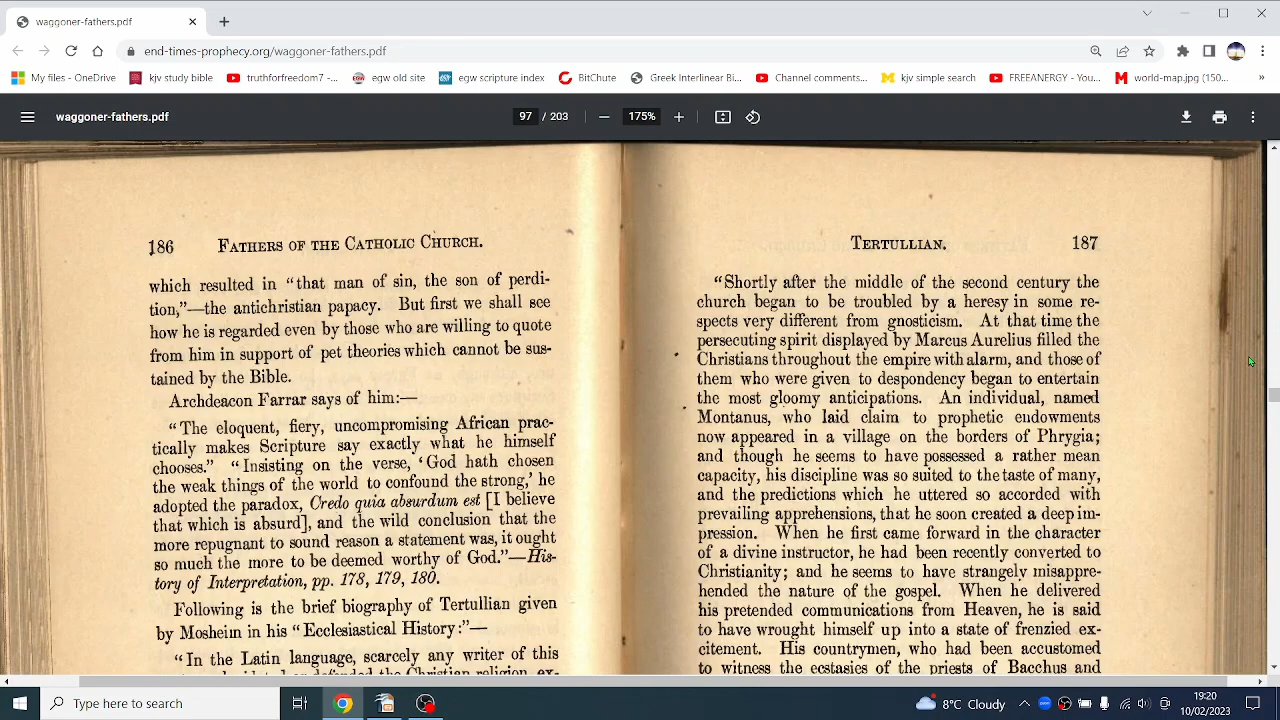 waggoner-fathers.pdf
end-times-prophecy.org/waggoner-fathers.pdf
My files - OneDrive
kjv study bible
truthforfreedom7 -...
egw old site
egw scripture index
BitChute
Greek Interlinear Bi...
Channel comments...
kjv simple search
FREEANERGY - You...
world-map.jpg (150...
waggoner-fathers.pdf
97 / 203
175%
186 FATHERS OF THE CATHOLIC CHURCH.
which resulted in “that man of sin, the son of perdi-
tion,”—the antichristian papacy. But first we shall see
how he is regarded even by those who are willing to quote
from him in support of pet theories which cannot be sus-
tained by the Bible.
Archdeacon Farrar says of him:—
“The eloquent, fiery, uncompromising African prac-
tically makes Scripture say exactly what he himself
chooses.” “Insisting on the verse, ‘God hath chosen
the weak things of the world to confound the strong,’ he
adopted the paradox, Credo quia absurdum est [I believe
that which is absurd], and the wild conclusion that the
more repugnant to sound reason a statement was, it ought
so much the more to be deemed worthy of God.”—His-
tory of Interpretation, pp. 178, 179, 180.
Following is the brief biography of Tertullian given
by Mosheim in his “Ecclesiastical History:”—
“In the Latin language, scarcely any writer of this
TERTULLIAN. 187
“Shortly after the middle of the second century the
church began to be troubled by a heresy in some re-
spects very different from gnosticism. At that time the
persecuting spirit displayed by Marcus Aurelius filled the
Christians throughout the empire with alarm, and those of
them who were given to despondency began to entertain
the most gloomy anticipations. An individual, named
Montanus, who laid claim to prophetic endowments
now appeared in a village on the borders of Phrygia;
and though he seems to have possessed a rather mean
capacity, his discipline was so suited to the taste of many,
and the predictions which he uttered so accorded with
prevailing apprehensions, that he soon created a deep im-
pression. When he first came forward in the character
of a divine instructor, he had been recently converted to
Christianity; and he seems to have strangely misappre-
hended the nature of the gospel. When he delivered
his pretended communications from Heaven, he is said
to have wrought himself up into a state of frenzied ex-
citement. His countrymen, who had been accustomed
to witness the ecstasies of the priests of Bacchus and
Type here to search
8°C Cloudy
19:20
10/02/2023